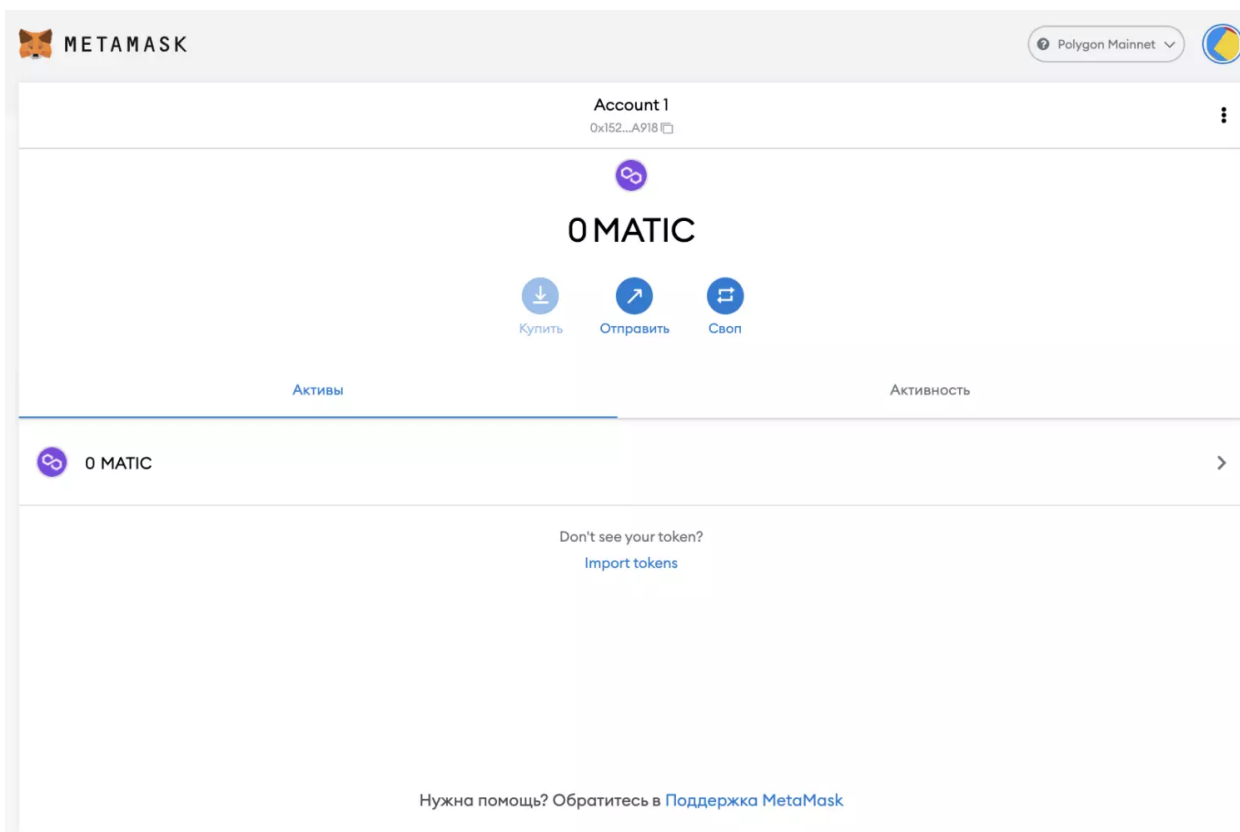 METAMASK
Polygon Mainnet
Account 1
0x152...A918
0 MATIC
Купить
Отправить
Своп
Активы
Активность
0 MATIC
Don't see your token?
Import tokens
Нужна помощь? Обратитесь в Поддержка MetaMask